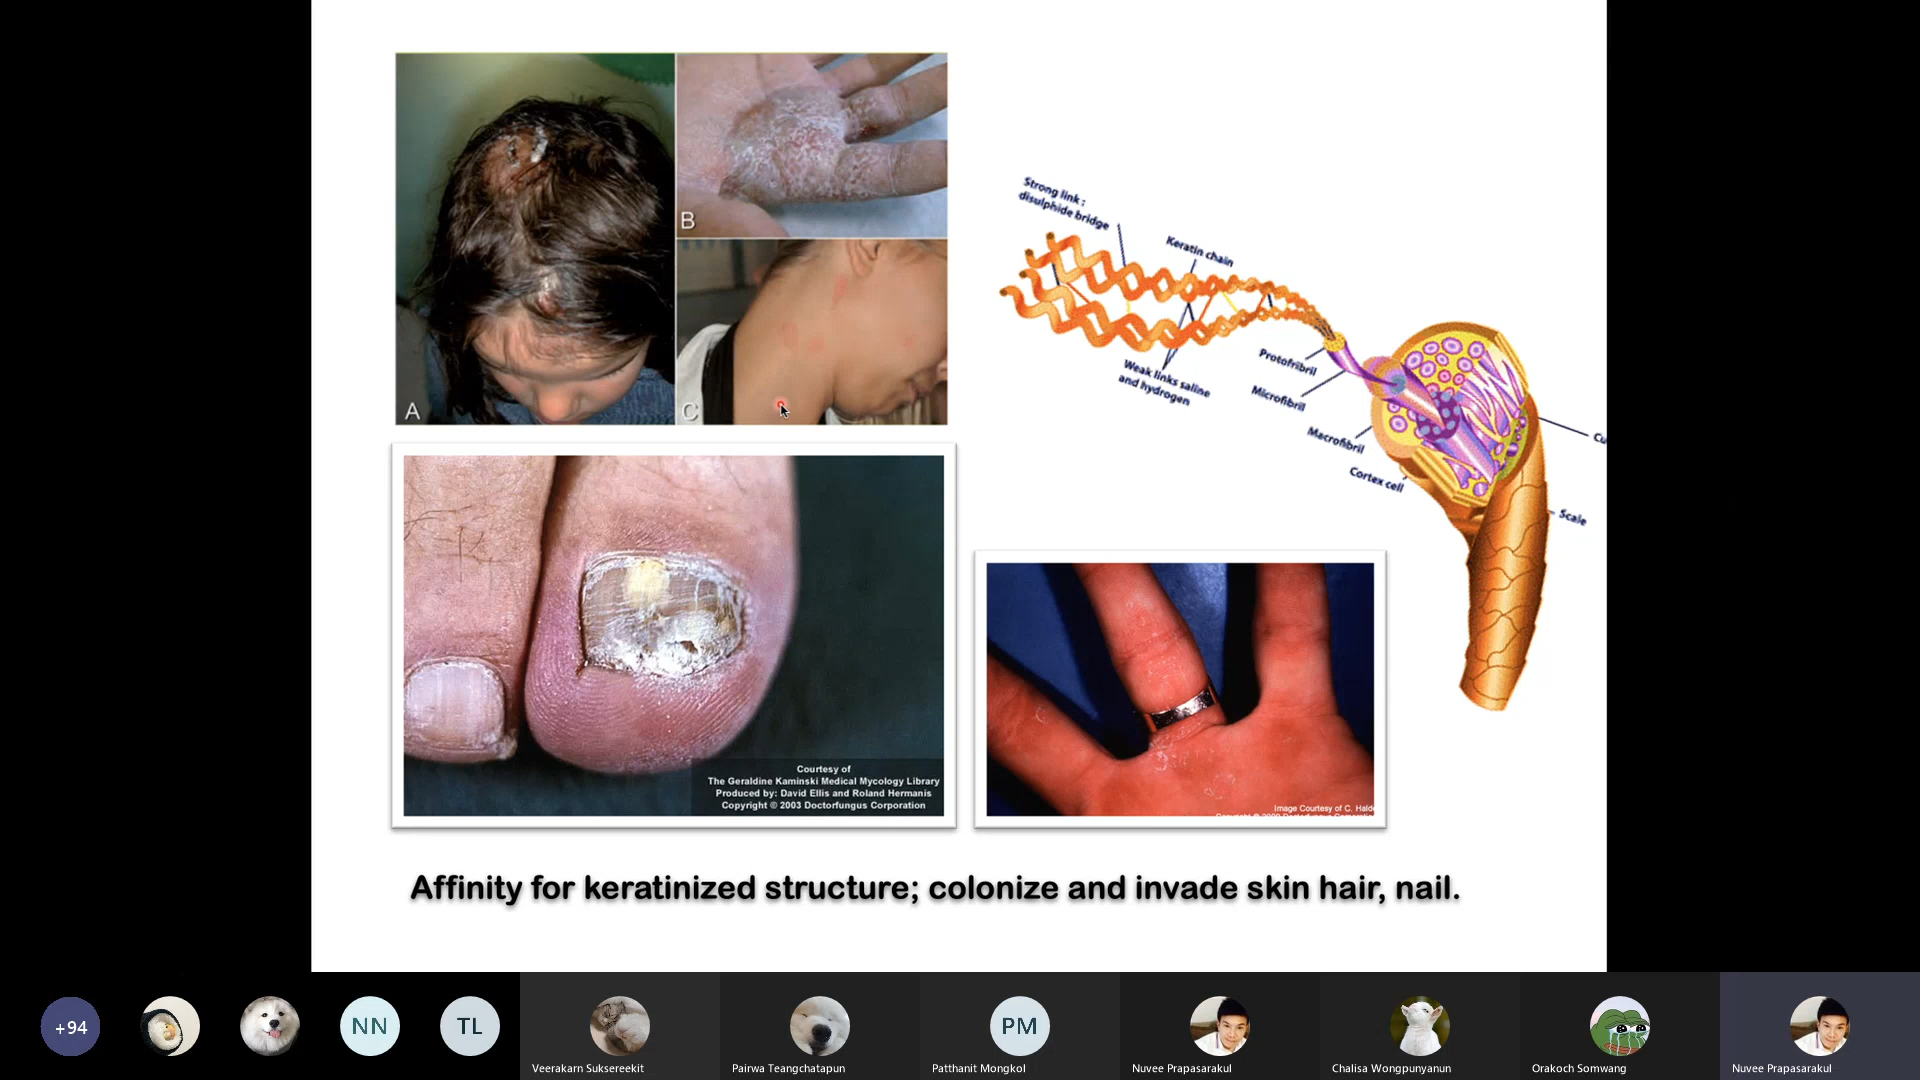 A
B
C
Strong link :
disulphide bridge
Keratin chain
Weak links saline
and hydrogen
Protofibril
Microfibril
Macrofibril
Cortex cell
Cu
Scale
Courtesy of
The Geraldine Kaminski Medical Mycology Library
Produced by: David Ellis and Roland Hermanis
Copyright © 2003 Doctorfungus Corporation
Image Courtesy of C. Halde
Affinity for keratinized structure; colonize and invade skin hair, nail.
+94
NN
TL
PM
Veerakarn Suksereekit
Pairwa Teangchatapun
Patthanit Mongkol
Nuvee Prapasarakul
Chalisa Wongpunyanun
Orakoch Somwang
Nuvee Prapasarakul